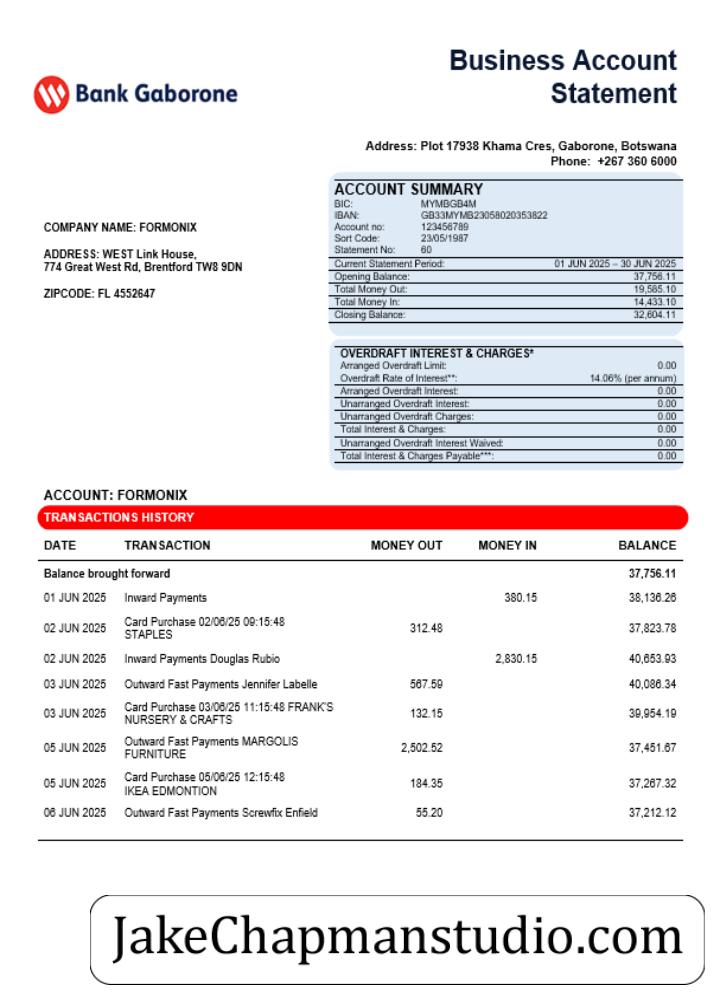 Business Account
Statement
Bank Gaborone
Address: Plot 17938 Khama Cres, Gaborone, Botswana
Phone: +267 360 6000
ACCOUNT SUMMARY
BIC: MYMBGB4M
IBAN: GB33MYMB23058020353822
Account no: 123456789
Sort Code: 23/05/1987
Statement No: 60
Current Statement Period: 01 JUN 2025 – 30 JUN 2025
Opening Balance: 37,756.11
Total Money Out: 19,585.10
Total Money In: 14,433.10
Closing Balance: 32,604.11
COMPANY NAME: FORMONIX
ADDRESS: WEST Link House,
774 Great West Rd, Brentford TW8 9DN
ZIPCODE: FL 4552647
OVERDRAFT INTEREST & CHARGES*
Arranged Overdraft Limit: 0.00
Overdraft Rate of Interest**: 14.06% (per annum)
Arranged Overdraft Interest: 0.00
Unarranged Overdraft Interest: 0.00
Unarranged Overdraft Charges: 0.00
Total Interest & Charges: 0.00
Unarranged Overdraft Interest Waived: 0.00
Total Interest & Charges Payable***: 0.00
ACCOUNT: FORMONIX
TRANSACTIONS HISTORY
DATE TRANSACTION MONEY OUT MONEY IN BALANCE
Balance brought forward 37,756.11
01 JUN 2025 Inward Payments 380.15 38,136.26
02 JUN 2025 Card Purchase 02/06/25 09:15:48
STAPLES 312.48 37,823.78
02 JUN 2025 Inward Payments Douglas Rubio 2,830.15 40,653.93
03 JUN 2025 Outward Fast Payments Jennifer Labelle 567.59 40,086.34
03 JUN 2025 Card Purchase 03/06/25 11:15:48 FRANK'S
NURSERY & CRAFTS 132.15 39,954.19
05 JUN 2025 Outward Fast Payments MARGOLIS
FURNITURE 2,502.52 37,451.67
05 JUN 2025 Card Purchase 05/06/25 12:15:48
IKEA EDMONTION 184.35 37,267.32
06 JUN 2025 Outward Fast Payments Screwfix Enfield 55.20 37,212.12
JakeChapmanstudio.com